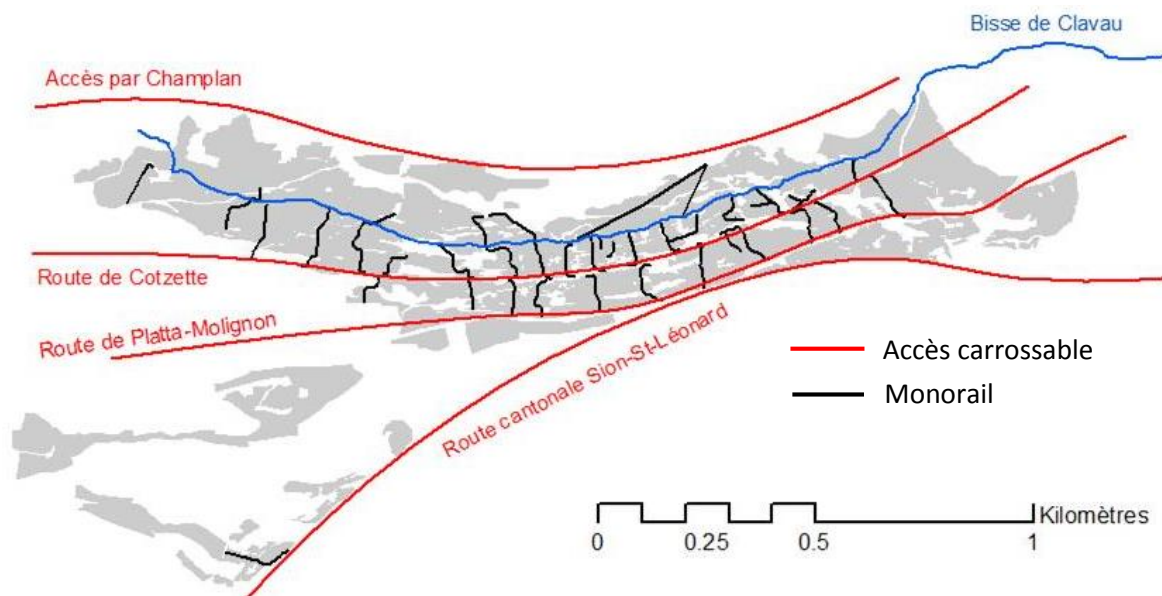 Bisse de Clavau
Accès par Champlan
Route de Cotzette
Route de Platta-Molignon
Route cantonale Sion-St-Léonard
Accès carrossable
Monorail
Kilomètres
0 0.25 0.5 1